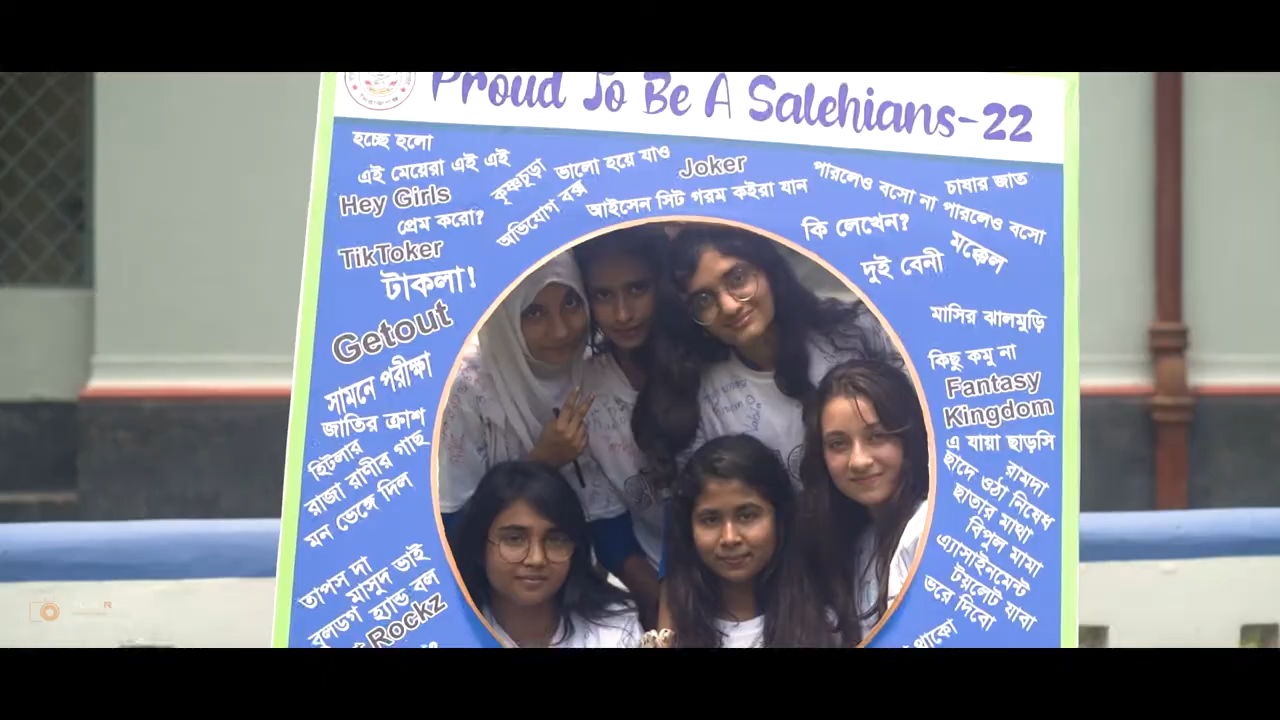 Proud To Be A Salehians-22
হচ্ছে হলো
এই মেয়েরা এই এই
Hey Girls
প্রেম করো?
TikToker
টাকলা!
Getout
সামনে পরীক্ষা
জাতির ক্রাশ
হিটলার
রাজা রাণীর গাছ
মন ভেঙ্গে দিল
তাপস দা
মাসুদ ভাই
বুলডগ হ্যান্ড বল
Rockz
কৃষ্ণচূড়া
অভিযোগ বক্স
ভালো হয়ে যাও
Joker
আইসেন সিট গরম কইরা যান
পারলেও বসো না পারলেও বসো
চাষার জাত
কি লেখেন?
মক্কেল
দুই বেনী
মাসির ঝালমুড়ি
কিছু কমু না
Fantasy
Kingdom
এ যায়া ছাড়সি
রামদা
ছাদে ওঠা নিষেধ
ছাতার মাথা
বিপুল মামা
এ্যাসাইনমেন্ট
টয়লেট যাবা
ভরে দিবো
থাকো